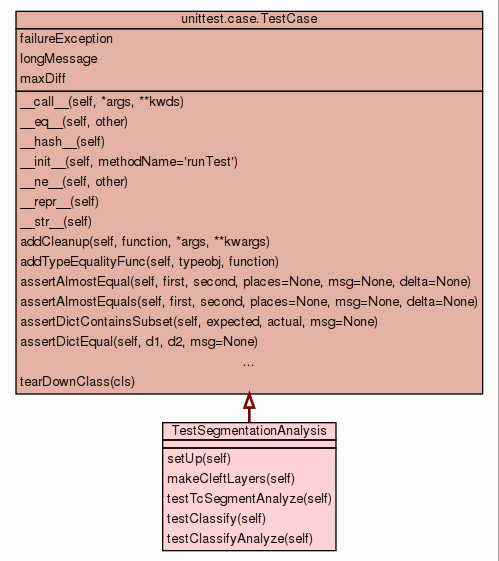 unittest.case.TestCase
failureException
longMessage
maxDiff
__call__(self, *args, **kwds)
__eq__(self, other)
__hash__(self)
__init__(self, methodName='runTest')
__ne__(self, other)
__repr__(self)
__str__(self)
addCleanup(self, function, *args, **kwargs)
addTypeEqualityFunc(self, typeobj, function)
assertAlmostEqual(self, first, second, places=None, msg=None, delta=None)
assertAlmostEquals(self, first, second, places=None, msg=None, delta=None)
assertDictContainsSubset(self, expected, actual, msg=None)
assertDictEqual(self, d1, d2, msg=None)
...
tearDownClass(cls)
TestSegmentationAnalysis
setUp(self)
makeCleftLayers(self)
testTcSegmentAnalyze(self)
testClassify(self)
testClassifyAnalyze(self)